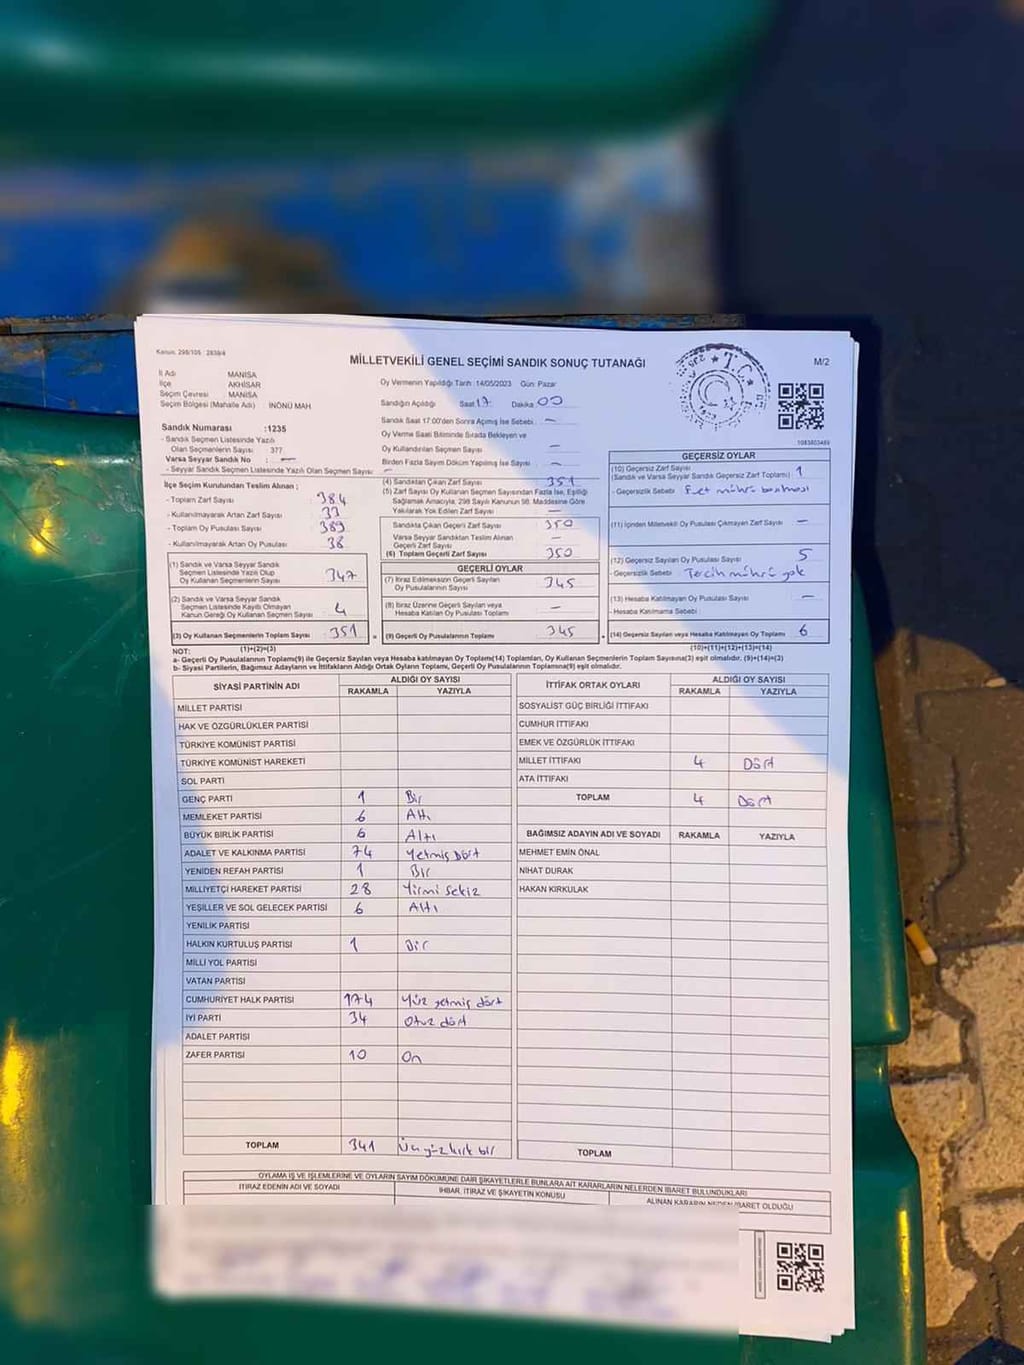 Kanun: 298/105 : 2839/4
MİLLETVEKİLİ GENEL SEÇİMİ SANDIK SONUÇ TUTANAĞI
M/2
İl Adı MANİSA
İlçe AKHİSAR
Seçim Çevresi : MANİSA
Seçim Bölgesi (Mahalle Adı) : İNÖNÜ MAH
Oy Vermenin Yapıldığı Tarih :14/05/2023 Gün: Pazar
Sandığın Açıldığı Saat 17: Dakika 00
T.C.
1083803489
Sandık Numarası :1235
- Sandık Seçmen Listesinde Yazılı
Olan Seçmenlerin Sayısı : 377
Varsa Seyyar Sandık No : —
- Seyyar Sandık Seçmen Listesinde Yazılı Olan Seçmen Sayısı: —
Sandık Saat 17:00'den Sonra Açılmış İse Sebebi : —
Oy Verme Saati Bitiminde Sırada Bekleyen ve
Oy Kullandırılan Seçmen Sayısı : —
Birden Fazla Sayım Döküm Yapılmış İse Sayısı : —
İlçe Seçim Kurulundan Teslim Alınan ;
- Toplam Zarf Sayısı : 384
- Kullanılmayarak Artan Zarf Sayısı : 33
- Toplam Oy Pusulası Sayısı : 389
- Kullanılmayarak Artan Oy Pusulası : 38
(1) Sandık ve Varsa Seyyar Sandık
Seçmen Listesinde Yazılı Olup
Oy Kullanan Seçmenlerin Sayısı : 347
(2) Sandık ve Varsa Seyyar Sandık
Seçmen Listesinde Kayıtlı Olmayan
Kanun Gereği Oy Kullanan Seçmen Sayısı : 4
(3) Oy Kullanan Seçmenlerin Toplam Sayısı : 351
(4) Sandıktan Çıkan Zarf Sayısı : 351
(5) Zarf Sayısı Oy Kullanan Seçmen Sayısından Fazla İse, Eşitliği
Sağlamak Amacıyla, 298 Sayılı Kanunun 98. Maddesine Göre
Yakılarak Yok Edilen Zarf Sayısı : —
Sandıkta Çıkan Geçerli Zarf Sayısı : 350
Varsa Seyyar Sandıktan Teslim Alınan
Geçerli Zarf Sayısı : —
(6) Toplam Geçerli Zarf Sayısı : 350
GEÇERLİ OYLAR
(7) İtiraz Edilmeksizin Geçerli Sayılan
Oy Pusulalarının Sayısı : 345
(8) İtiraz Üzerine Geçerli Sayılan veya
Hesaba Katılan Oy Pusulası Toplamı : —
= (9) Geçerli Oy Pusulalarının Toplamı : 345
GEÇERSİZ OYLAR
(10) Geçersiz Zarf Sayısı
(Sandık ve Varsa Seyyar Sandık Geçersiz Zarf Toplamı) : 1
- Geçersizlik Sebebi : Evet mührü basılması
(11) İçinden Milletvekili Oy Pusulası Çıkmayan Zarf Sayısı : —
(12) Geçersiz Sayılan Oy Pusulası Sayısı : 5
- Geçersizlik Sebebi : Tercih mührü yok
(13) Hesaba Katılmayan Oy Pusulası Sayısı : —
- Hesaba Katılmama Sebebi :
+ (14) Geçersiz Sayılan veya Hesaba Katılmayan Oy Toplamı : 6
NOT: (1)+(2)=(3) (10)+(11)+(12)+(13)=(14)
a- Geçerli Oy Pusulalarının Toplamı(9) ile Geçersiz Sayılan veya Hesaba Katılmayan Oy Toplamı(14) Toplamları, Oy Kullanan Seçmenlerin Toplam Sayısına(3) eşit olmalıdır. (9)+(14)=(3)
b- Siyasi Partilerin, Bağımsız Adayların ve İttifakların Aldığı Oyların Toplamı, Geçerli Oy Pusulalarının Toplamına(9) eşit olmalıdır.
SİYASİ PARTİNİN ADI ALDIĞI OY SAYISI
RAKAMLA YAZIYLA
MİLLET PARTİSİ
HAK VE ÖZGÜRLÜKLER PARTİSİ
TÜRKİYE KOMÜNİST PARTİSİ
TÜRKİYE KOMÜNİST HAREKETİ
SOL PARTİ
GENÇ PARTİ 1 Bir
MEMLEKET PARTİSİ 6 Altı
BÜYÜK BİRLİK PARTİSİ 6 Altı
ADALET VE KALKINMA PARTİSİ 74 Yetmiş Dört
YENİDEN REFAH PARTİSİ 1 Bir
MİLLİYETÇİ HAREKET PARTİSİ 28 Yirmi Sekiz
YEŞİLLER VE SOL GELECEK PARTİSİ 6 Altı
YENİLİK PARTİSİ
HALKIN KURTULUŞ PARTİSİ 1 Bir
MİLLİ YOL PARTİSİ
VATAN PARTİSİ
CUMHURİYET HALK PARTİSİ 174 Yüz yetmiş dört
İYİ PARTİ 34 Otuz dört
ADALET PARTİSİ
ZAFER PARTİSİ 10 On
TOPLAM 341 Üçyüzkırk bir
İTTİFAK ORTAK OYLARI ALDIĞI OY SAYISI
RAKAMLA YAZIYLA
SOSYALİST GÜÇ BİRLİĞİ İTTİFAKI
CUMHUR İTTİFAKI
EMEK VE ÖZGÜRLÜK İTTİFAKI
MİLLET İTTİFAKI 4 Dört
ATA İTTİFAKI
TOPLAM 4 Dört
BAĞIMSIZ ADAYIN ADI VE SOYADI RAKAMLA YAZIYLA
MEHMET EMİN ÖNAL
NİHAT DURAK
HAKAN KIRKULAK
TOPLAM
OYLAMA İŞ VE İŞLEMLERİNE VE OYLARIN SAYIM DÖKÜMÜNE DAİR ŞİKAYETLERLE BUNLARA AİT KARARLARIN NELERDEN İBARET BULUNDUKLARI
İTİRAZ EDENİN ADI VE SOYADI İHBAR, İTİRAZ VE ŞİKAYETİN KONUSU ALINAN KARARIN NEDEN İBARET OLDUĞU